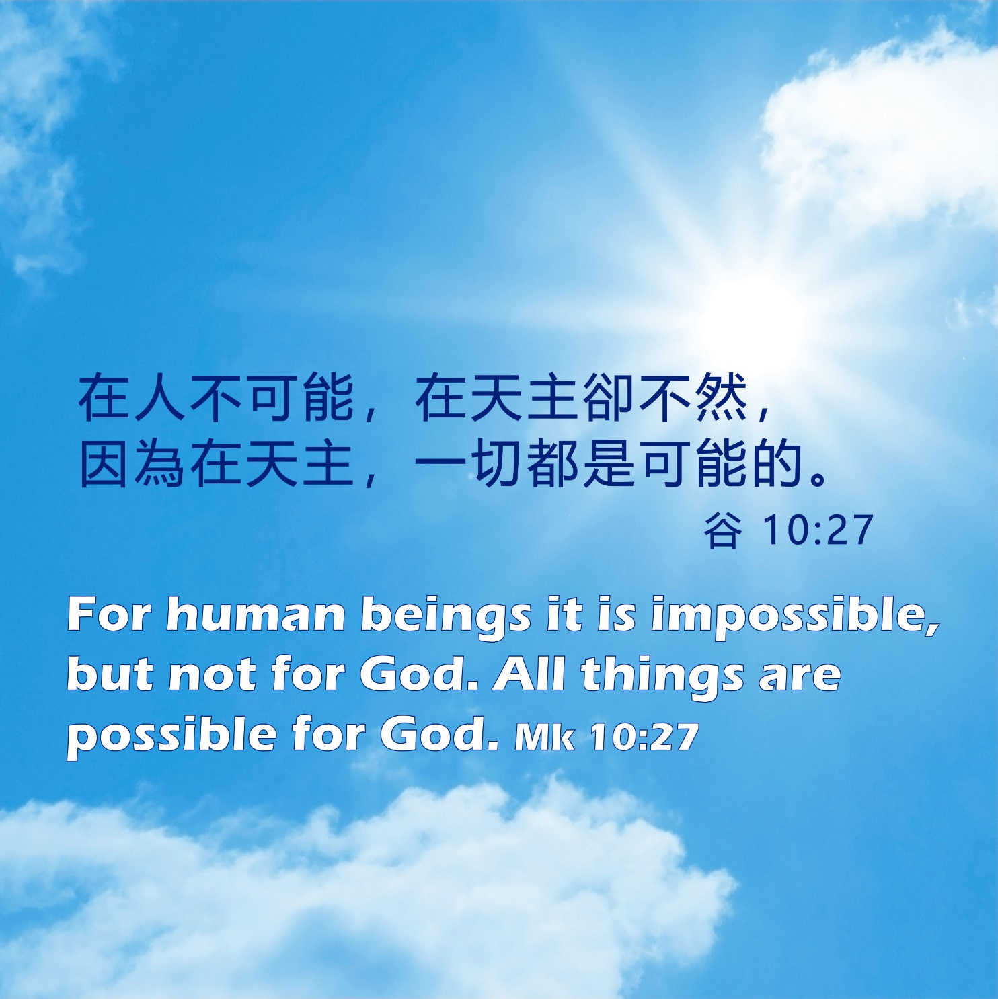 在人不可能，在天主卻不然，
因為在天主，一切都是可能的。
谷 10:27
For human beings it is impossible,
but not for God. All things are
possible for God. Mk 10:27